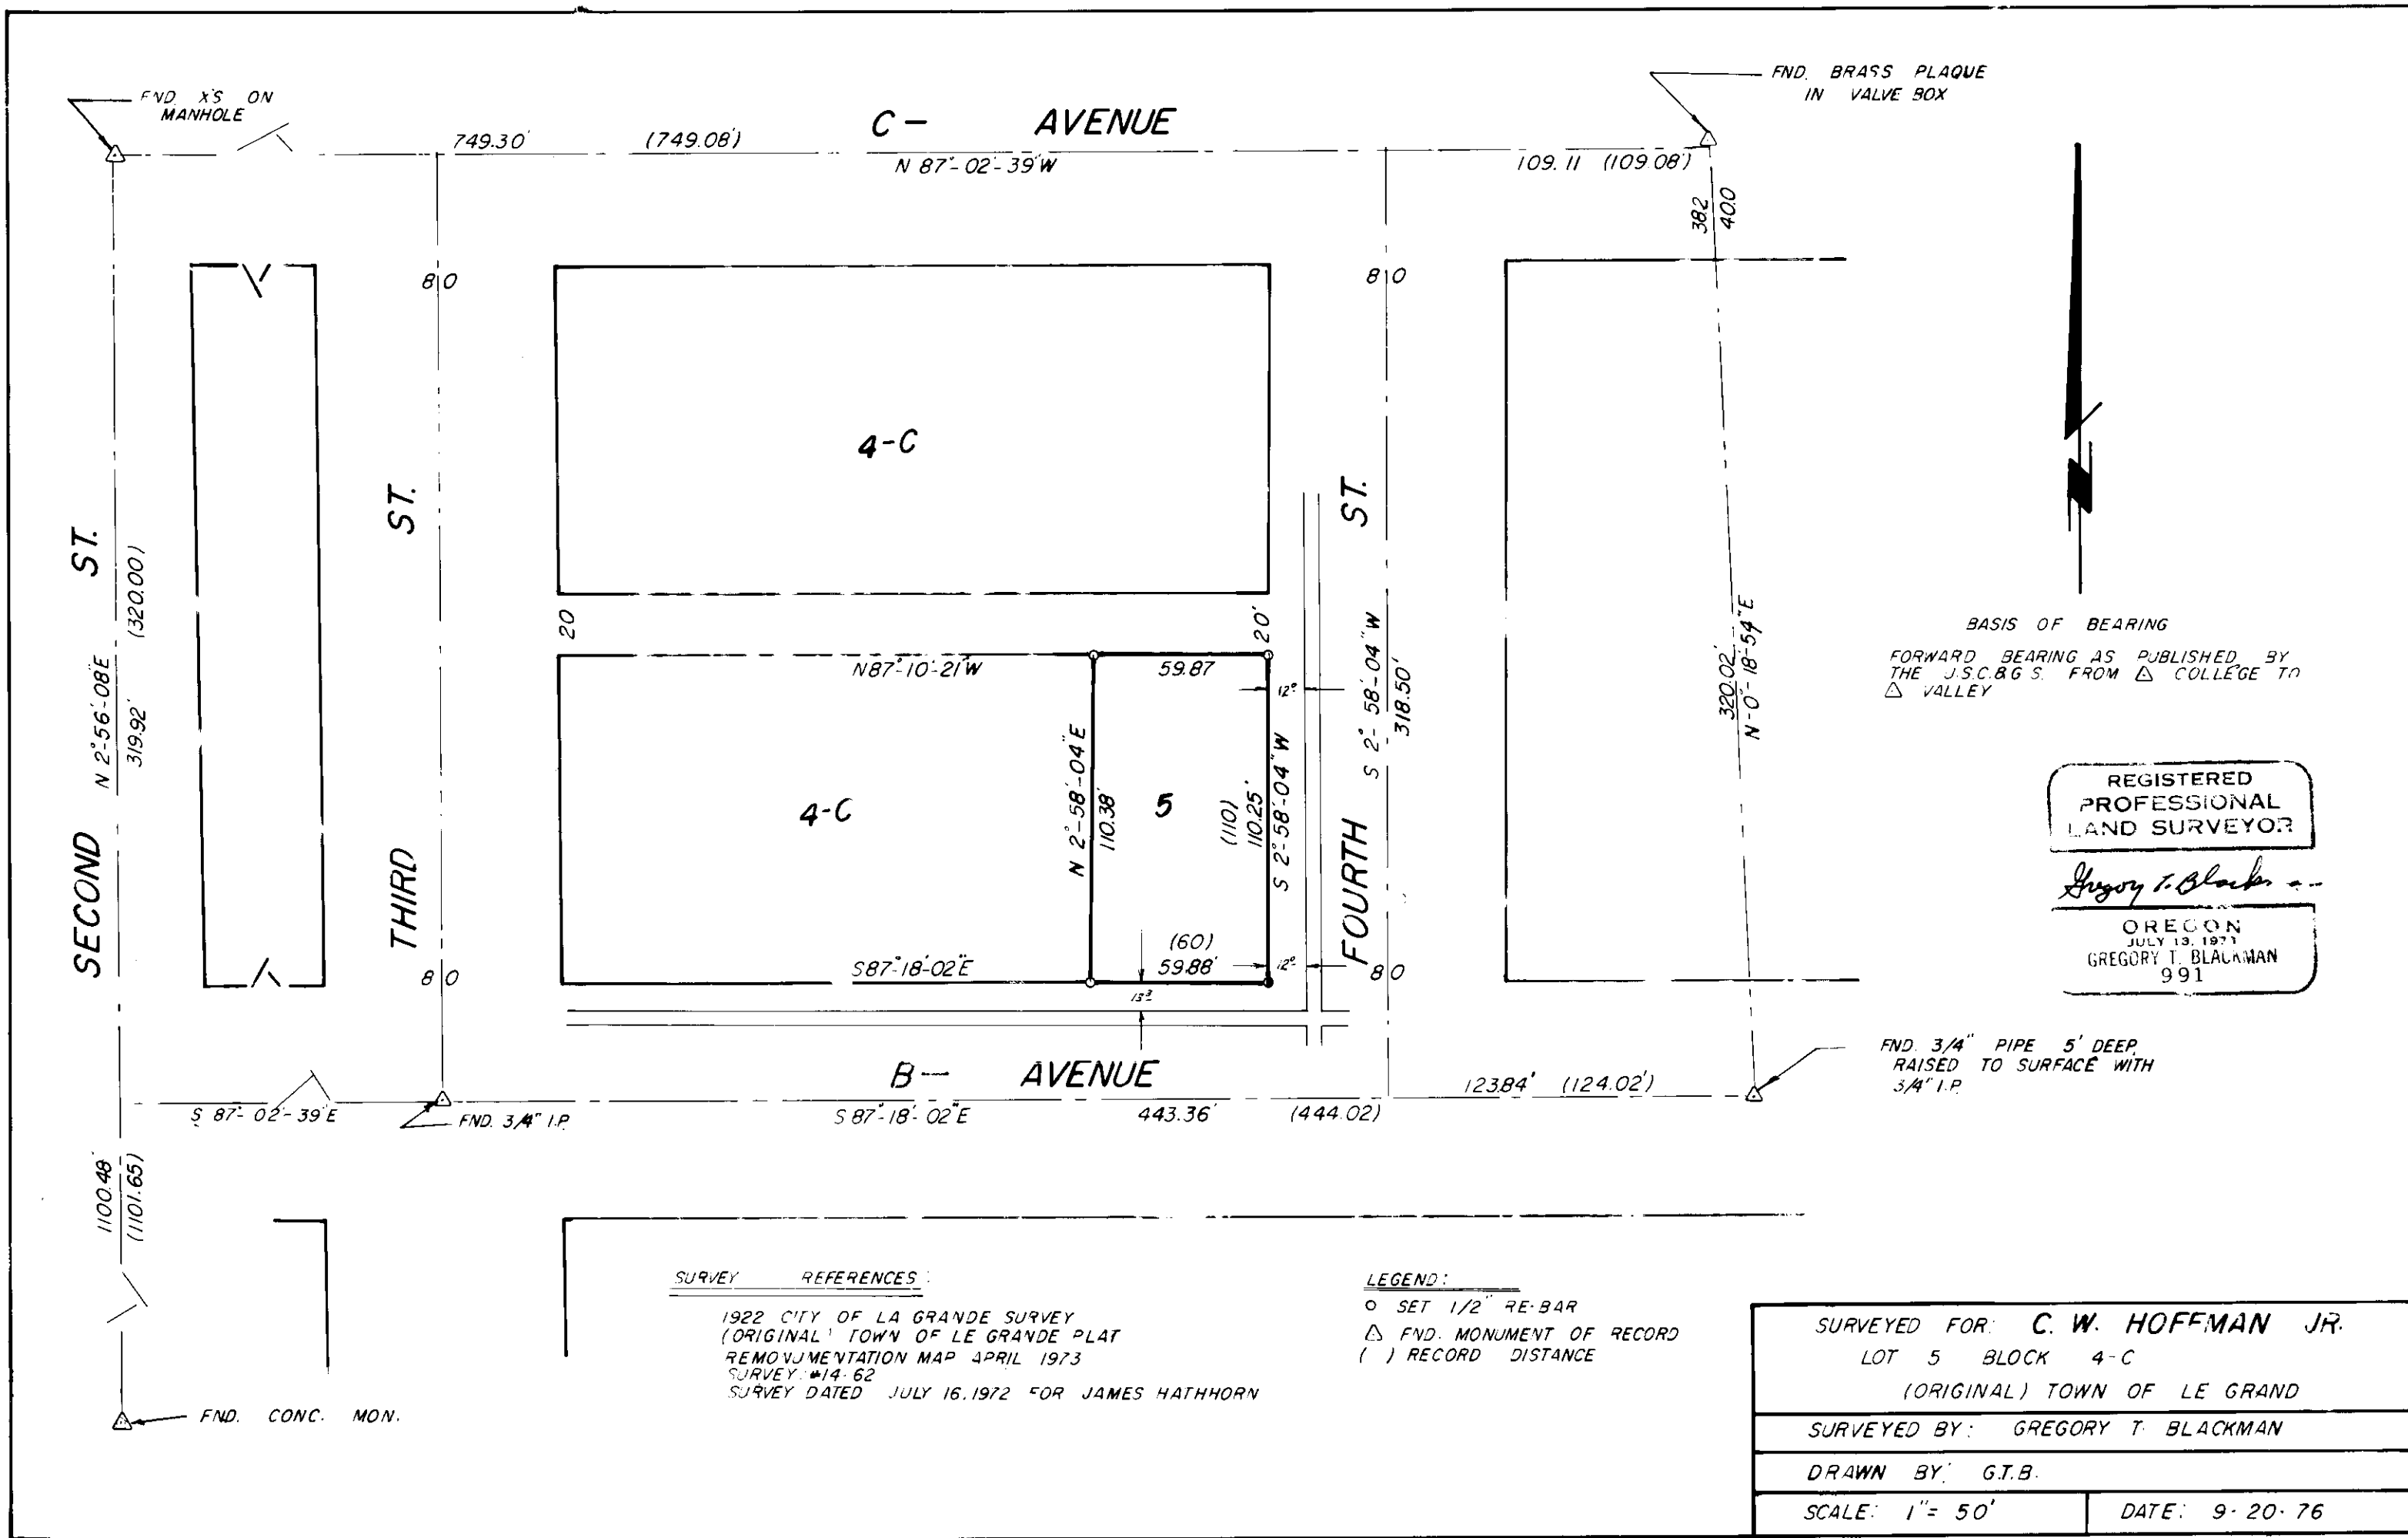 FND. X'S ON
MANHOLE
FND. BRASS PLAQUE
IN VALVE BOX
C - AVENUE
749.30' (749.08')
N 87°-02'-39"W
109.11 (109.08')
38.2
40.0
80
80
4-C
SECOND ST.
N 2°-56'-08"E (320.00')
319.92'
THIRD ST.
FOURTH ST.
20'
20'
N87°-10'-21"W
59.87
12º
S 2°-58'-04"W
318.50'
320.02'
N-0°-18'-54"E
N 2°-58'-04"E
110.38'
4-C
5
(110)
110.25'
S 2°-58'-04"W
S87°-18'-02"E
(60)
59.88'
12º
13³
80
80
BASIS OF BEARING
FORWARD BEARING AS PUBLISHED BY
THE U.S.C.&G.S. FROM △ COLLEGE TO
△ VALLEY
REGISTERED
PROFESSIONAL
LAND SURVEYOR
Gregory T. Blackman
OREGON
JULY 13, 1971
GREGORY T. BLACKMAN
991
B - AVENUE
123.84' (124.02')
S 87°-02'-39"E
FND. 3/4" I.P.
S 87°-18'-02"E 443.36' (444.02)
FND. 3/4" PIPE 5' DEEP,
RAISED TO SURFACE WITH
3/4" I.P.
1100.48'
(1101.65)
FND. CONC. MON.
SURVEY REFERENCES:
1922 CITY OF LA GRANDE SURVEY
(ORIGINAL) TOWN OF LE GRANDE PLAT
REMONUMENTATION MAP APRIL 1973
SURVEY #14-62
SURVEY DATED JULY 16, 1972 FOR JAMES HATHHORN
LEGEND:
○ SET 1/2" RE-BAR
△ FND. MONUMENT OF RECORD
( ) RECORD DISTANCE
SURVEYED FOR: C. W. HOFFMAN JR.
LOT 5 BLOCK 4-C
(ORIGINAL) TOWN OF LE GRAND
SURVEYED BY: GREGORY T. BLACKMAN
DRAWN BY: G.T.B.
SCALE: 1"= 50'
DATE: 9-20-76